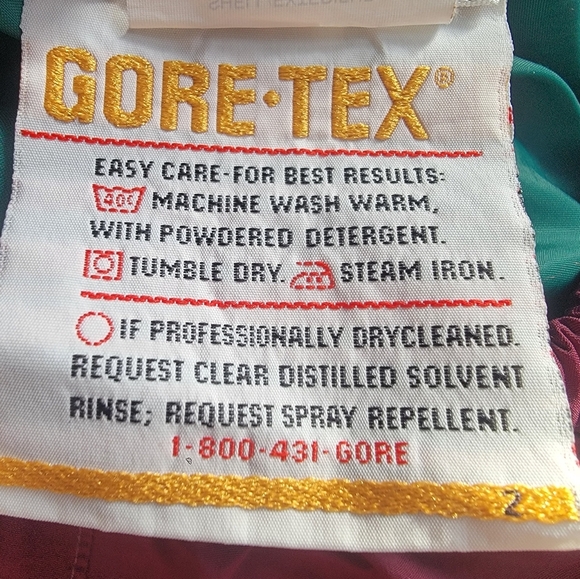 GORE·TEX®
EASY CARE-FOR BEST RESULTS:
40C MACHINE WASH WARM,
WITH POWDERED DETERGENT.
TUMBLE DRY. STEAM IRON.
IF PROFESSIONALLY DRYCLEANED.
REQUEST CLEAR DISTILLED SOLVENT
RINSE; REQUEST SPRAY REPELLENT.
1-800-431-GORE
2